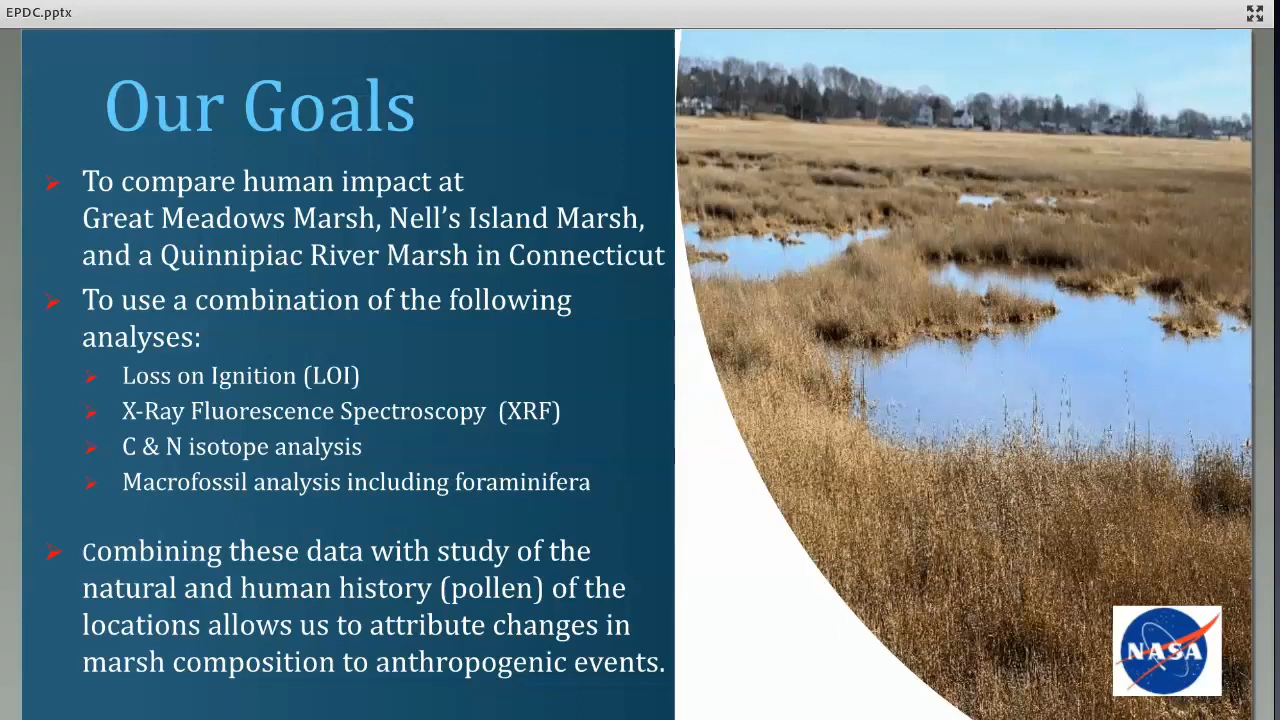 EPDC.pptx
Our Goals
To compare human impact at
Great Meadows Marsh, Nell’s Island Marsh,
and a Quinnipiac River Marsh in Connecticut
To use a combination of the following
analyses:
Loss on Ignition (LOI)
X-Ray Fluorescence Spectroscopy (XRF)
C & N isotope analysis
Macrofossil analysis including foraminifera
Combining these data with study of the
natural and human history (pollen) of the
locations allows us to attribute changes in
marsh composition to anthropogenic events.
NASA